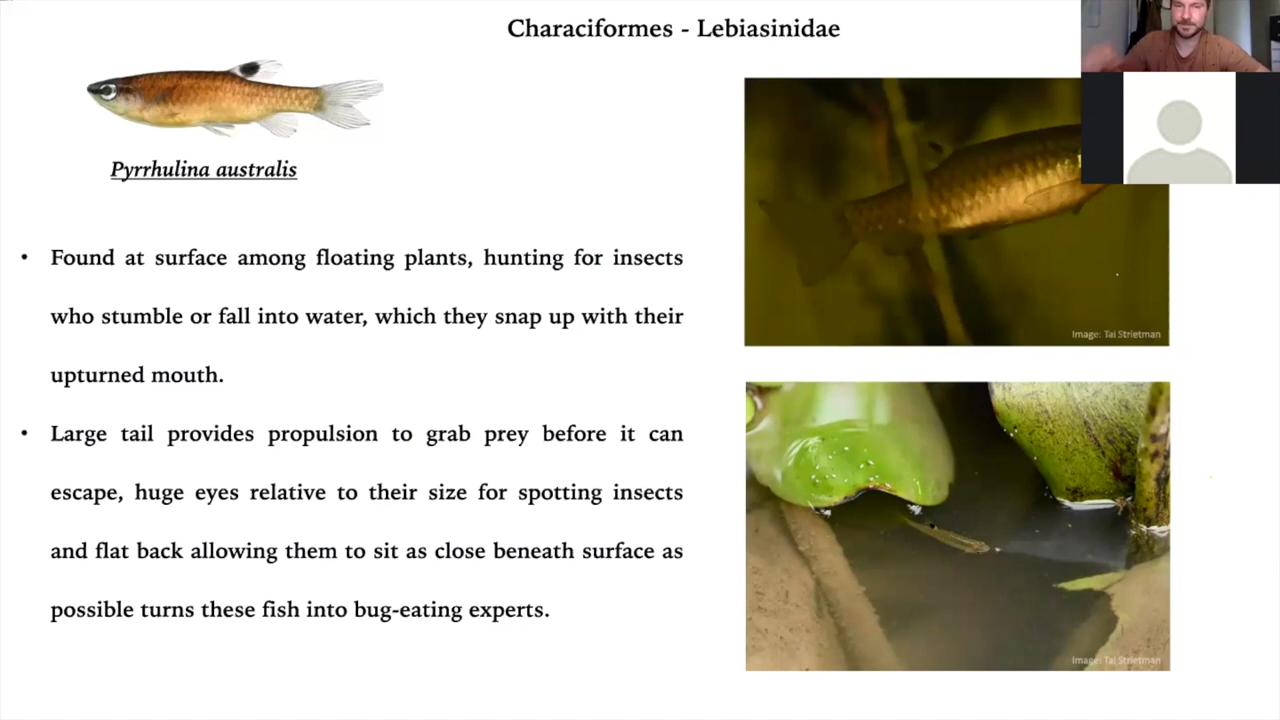 Characiformes - Lebiasinidae
Pyrrhulina australis
• Found at surface among floating plants, hunting for insects
who stumble or fall into water, which they snap up with their
upturned mouth.
• Large tail provides propulsion to grab prey before it can
escape, huge eyes relative to their size for spotting insects
and flat back allowing them to sit as close beneath surface as
possible turns these fish into bug-eating experts.
Image: Tai Strietman
Image: Tai Strietman